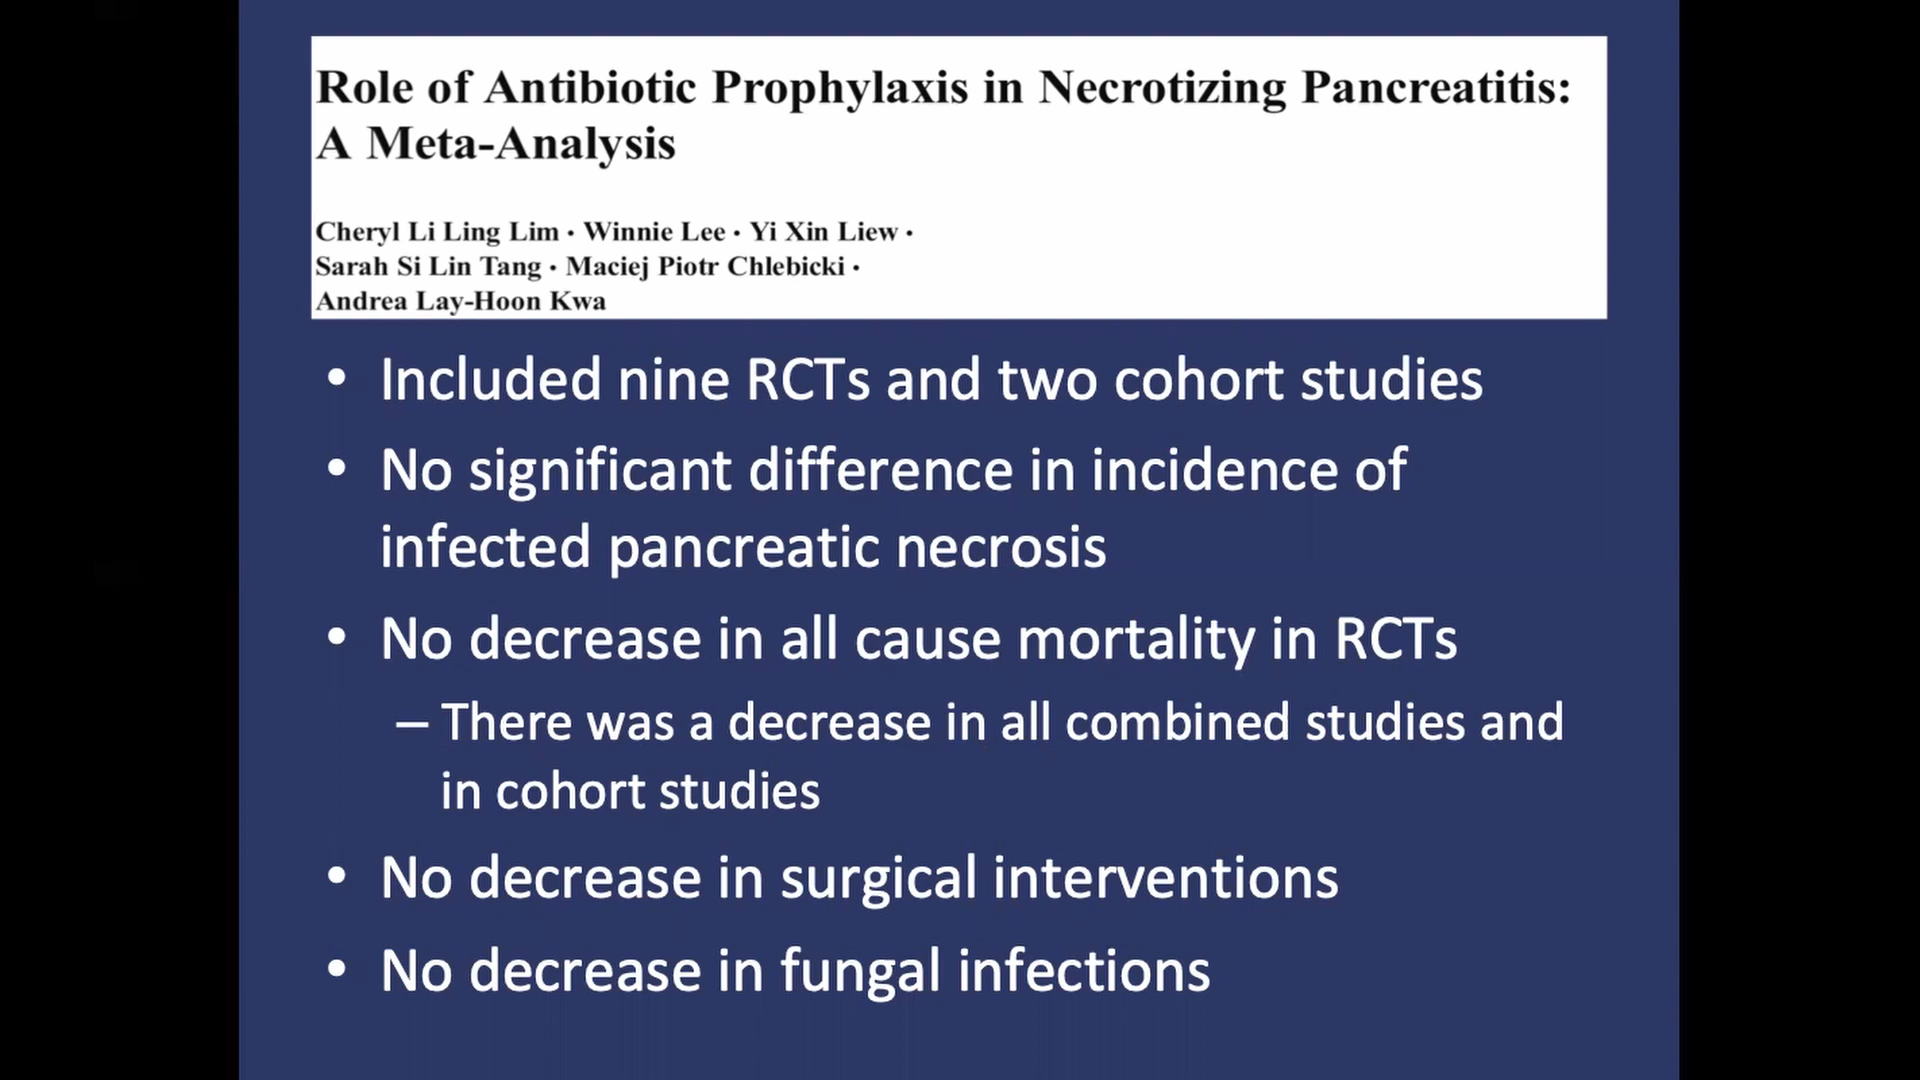 Role of Antibiotic Prophylaxis in Necrotizing Pancreatitis:
A Meta-Analysis
Cheryl Li Ling Lim · Winnie Lee · Yi Xin Liew ·
Sarah Si Lin Tang · Maciej Piotr Chlebicki ·
Andrea Lay-Hoon Kwa
• Included nine RCTs and two cohort studies
• No significant difference in incidence of
infected pancreatic necrosis
• No decrease in all cause mortality in RCTs
– There was a decrease in all combined studies and
in cohort studies
• No decrease in surgical interventions
• No decrease in fungal infections